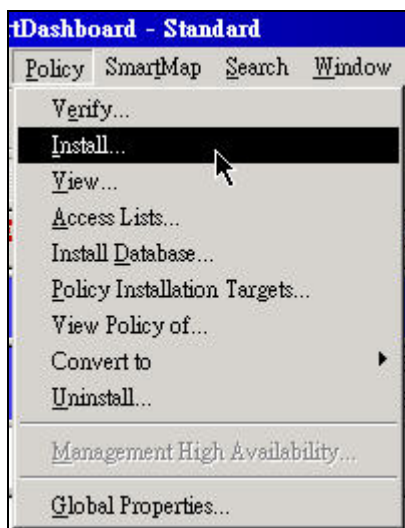 tDashboard - Standard
Policy SmartMap Search Window
Verify...
Install...
View...
Access Lists...
Install Database...
Policy Installation Targets...
View Policy of...
Convert to
Uninstall...
Management High Availability...
Global Properties...